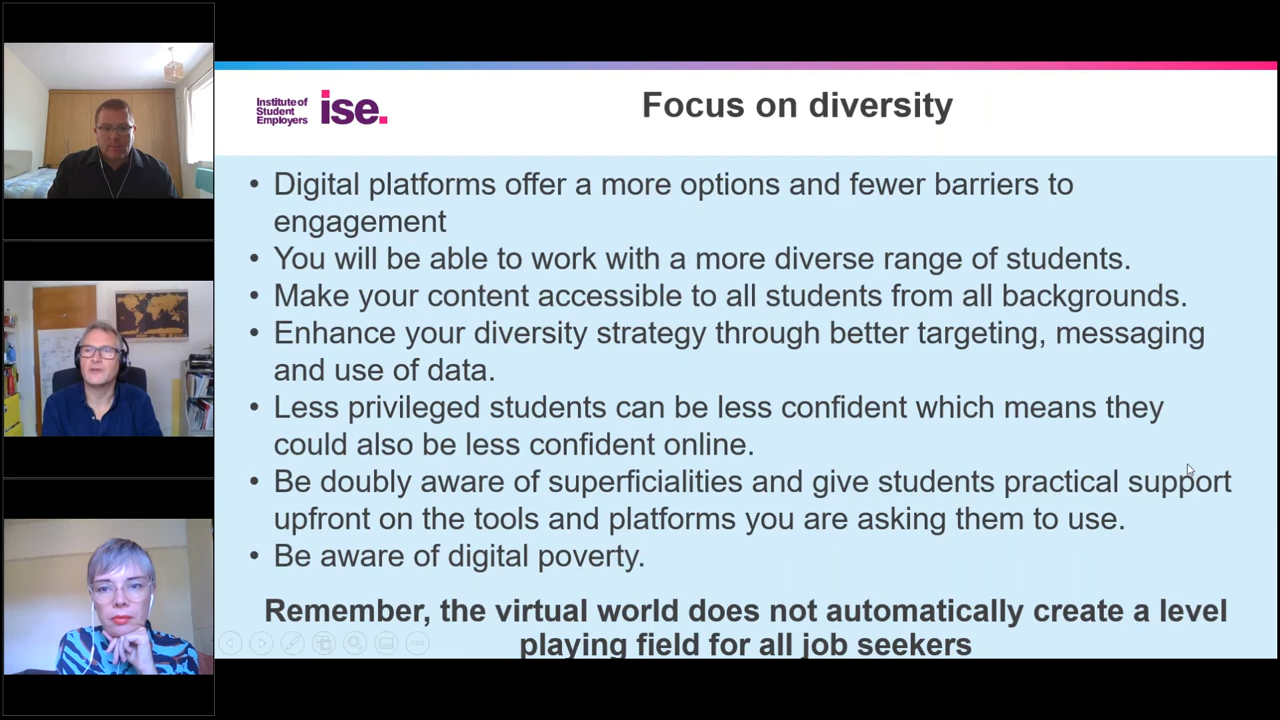 Institute of
Student
Employers
ise.
Focus on diversity
• Digital platforms offer a more options and fewer barriers to
engagement
• You will be able to work with a more diverse range of students.
• Make your content accessible to all students from all backgrounds.
• Enhance your diversity strategy through better targeting, messaging
and use of data.
• Less privileged students can be less confident which means they
could also be less confident online.
• Be doubly aware of superficialities and give students practical support
upfront on the tools and platforms you are asking them to use.
• Be aware of digital poverty.
Remember, the virtual world does not automatically create a level
playing field for all job seekers